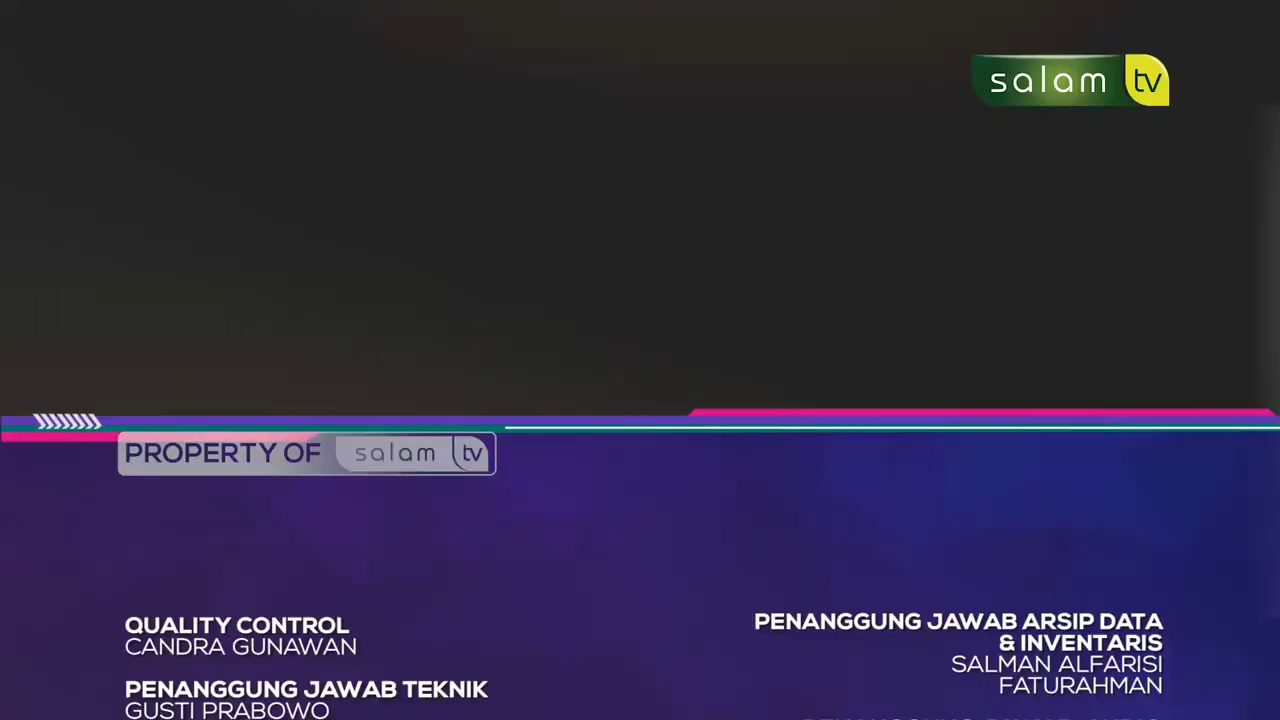 salam tv
PROPERTY OF salam tv
QUALITY CONTROL
CANDRA GUNAWAN
PENANGGUNG JAWAB TEKNIK
GUSTI PRABOWO
PENANGGUNG JAWAB ARSIP DATA
& INVENTARIS
SALMAN ALFARISI
FATURAHMAN